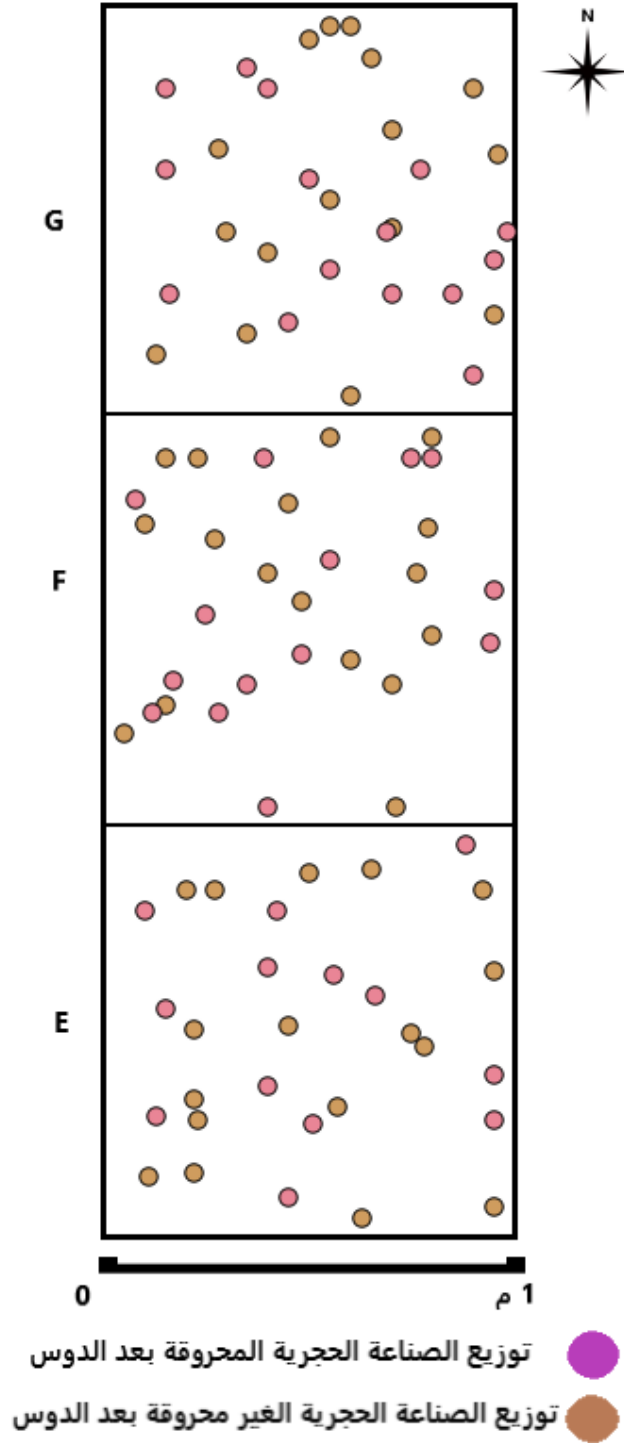 N
G
F
E
0
1 م
توزيع الصناعة الحجرية المحروقة بعد الدوس
توزيع الصناعة الحجرية الغير محروقة بعد الدوس